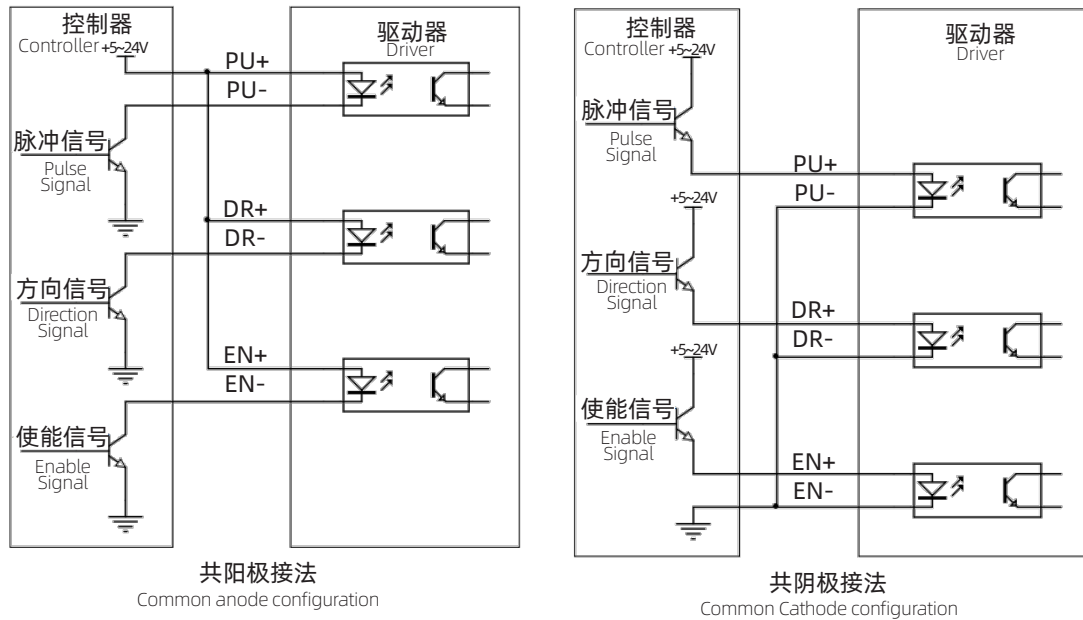 控制器
Controller +5~24V
驱动器
Driver
PU+
PU-
脉冲信号
Pulse
Signal
DR+
DR-
方向信号
Direction
Signal
EN+
EN-
使能信号
Enable
Signal
共阳极接法
Common anode configuration
控制器
Controller +5~24V
驱动器
Driver
脉冲信号
Pulse
Signal
PU+
PU-
+5~24V
方向信号
Direction
Signal
DR+
DR-
+5~24V
使能信号
Enable
Signal
EN+
EN-
共阴极接法
Common Cathode configuration